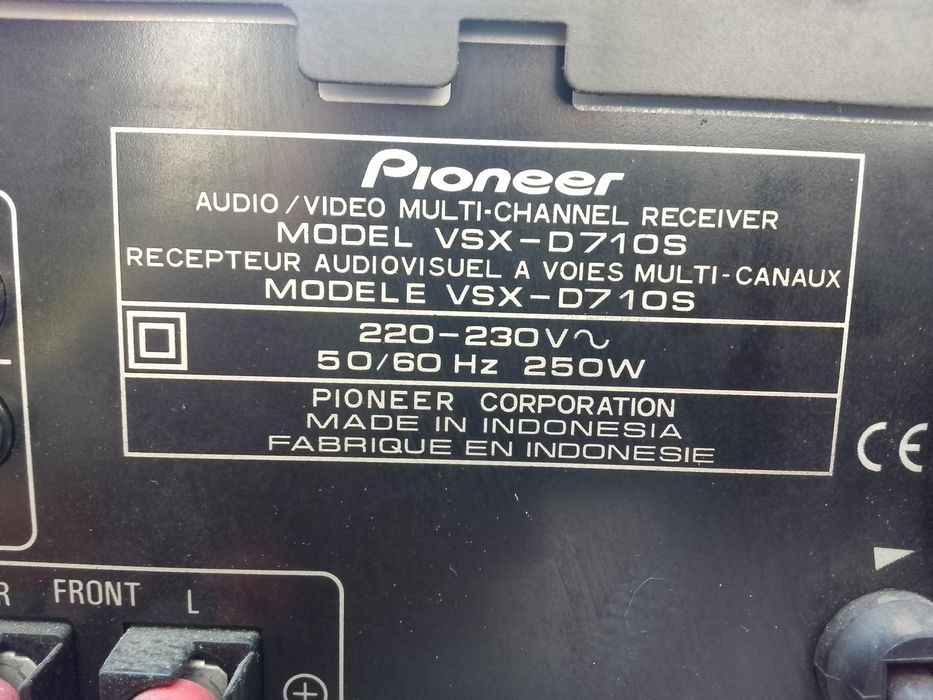 Pioneer
AUDIO/VIDEO MULTI-CHANNEL RECEIVER
MODEL VSX-D710S
RECEPTEUR AUDIOVISUEL A VOIES MULTI-CANAUX
MODELE VSX-D710S
220-230V~
50/60 Hz 250W
PIONEER CORPORATION
MADE IN INDONESIA
FABRIQUE EN INDONESIE
CE
R FRONT L
+